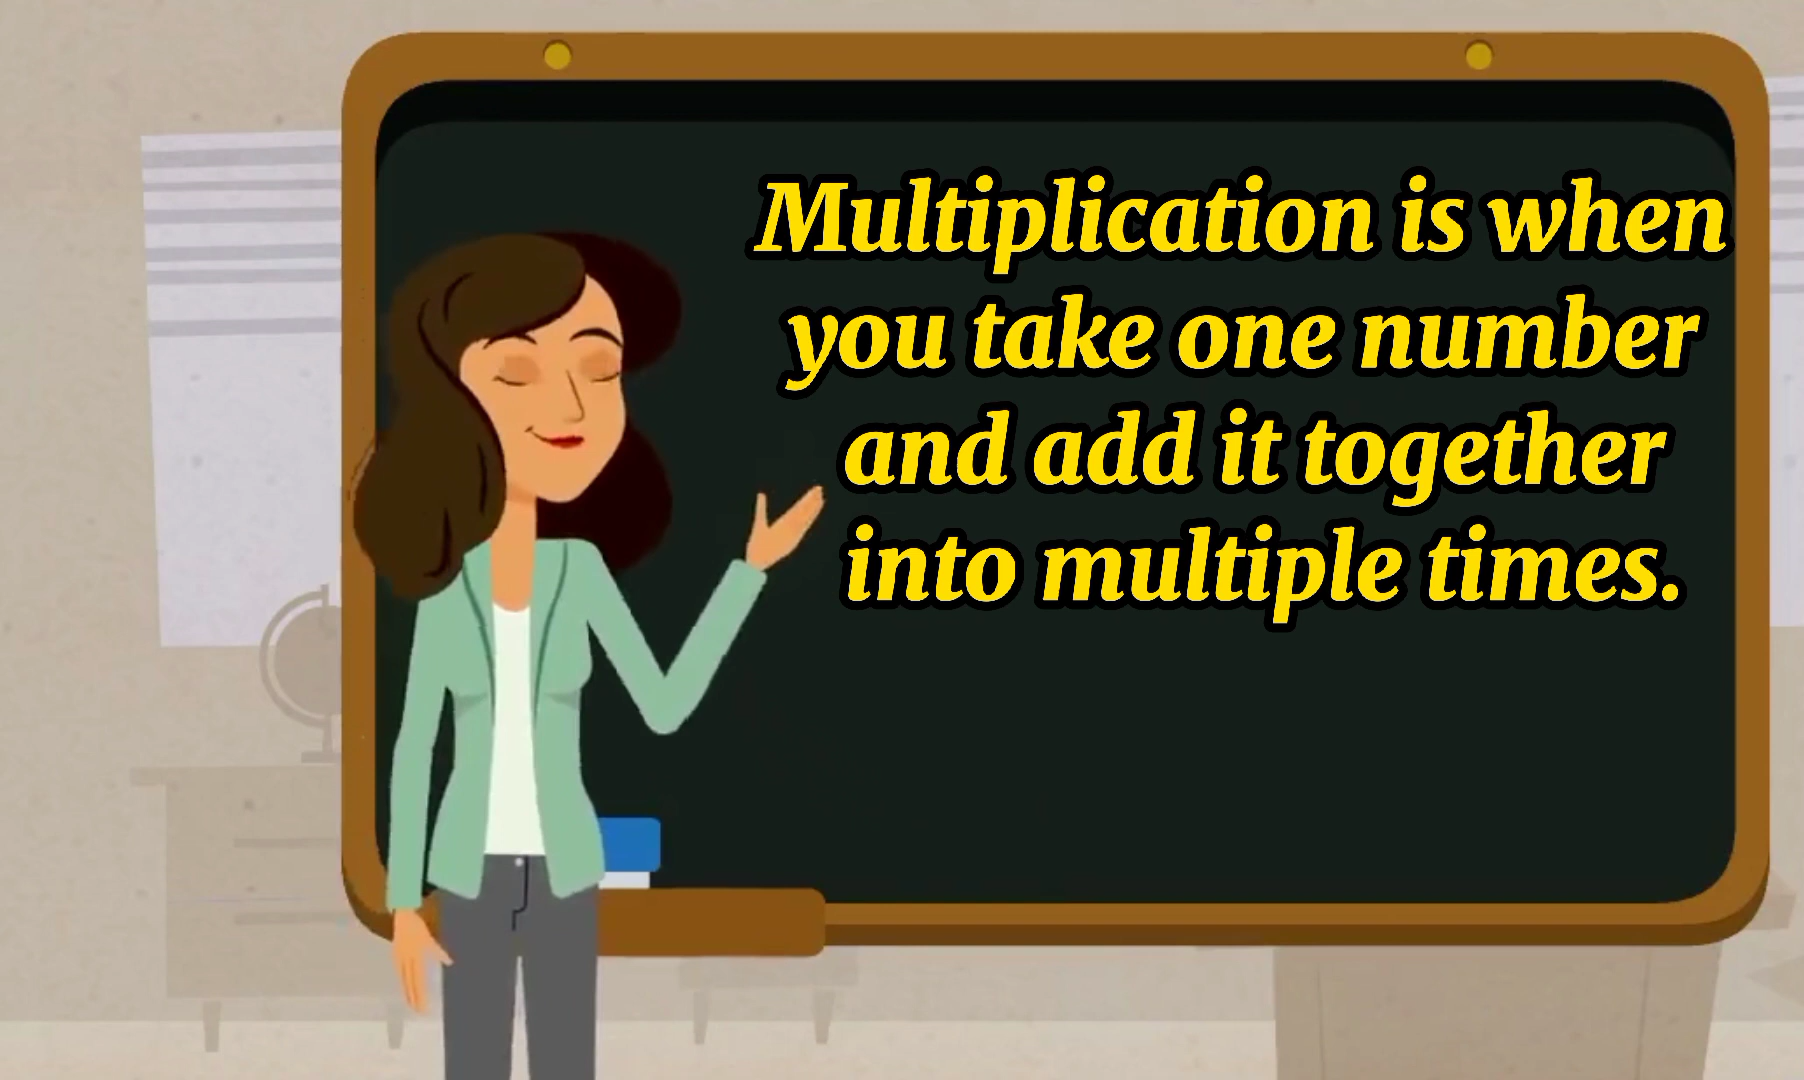 Multiplication is when
you take one number
and add it together
into multiple times.